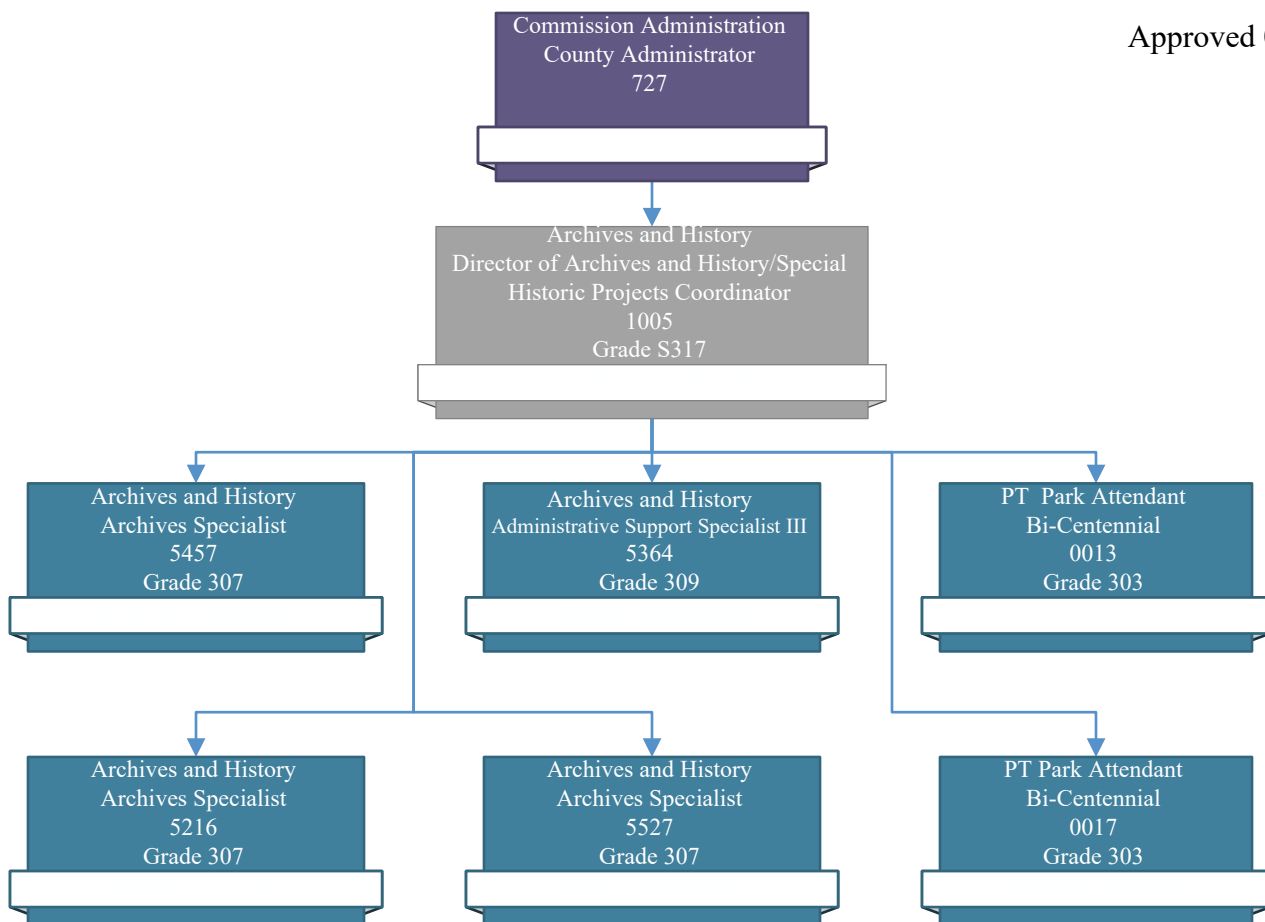 Commission Administration
County Administrator
727
Approved
Archives and History
Director of Archives and History/Special
Historic Projects Coordinator
1005
Grade S317
Archives and History
Archives Specialist
5457
Grade 307
Archives and History
Administrative Support Specialist III
5364
Grade 309
PT Park Attendant
Bi-Centennial
0013
Grade 303
Archives and History
Archives Specialist
5216
Grade 307
Archives and History
Archives Specialist
5527
Grade 307
PT Park Attendant
Bi-Centennial
0017
Grade 303